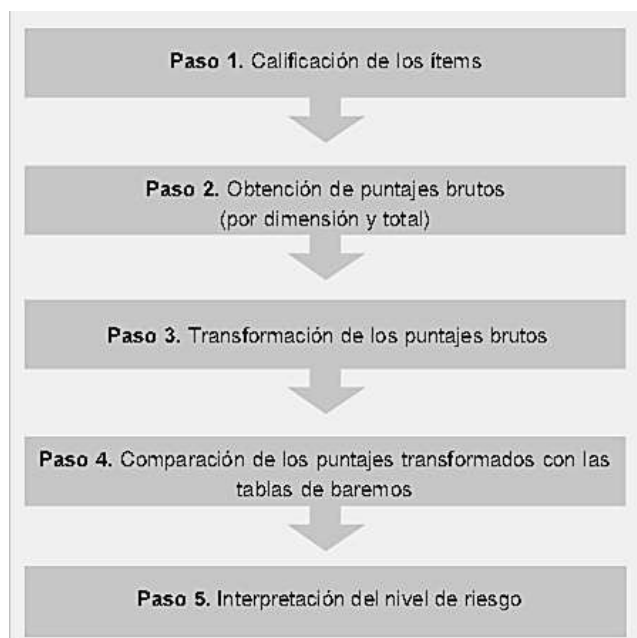 Paso 1. Calificación de los ítems
Paso 2. Obtención de puntajes brutos
(por dimensión y total)
Paso 3. Transformación de los puntajes brutos
Paso 4. Comparación de los puntajes transformados con las
tablas de baremos
Paso 5. Interpretación del nivel de riesgo